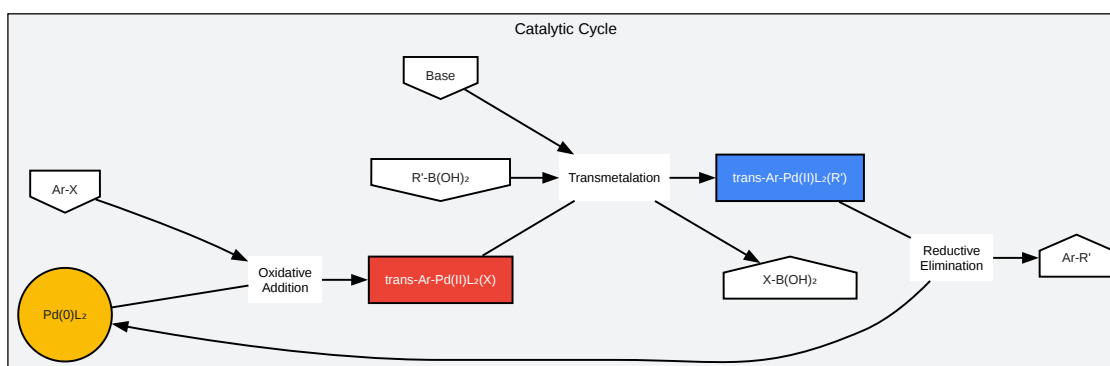 Catalytic Cycle
Base
Ar-X
R'-B(OH)₂
Transmetalation
trans-Ar-Pd(II)L₂(R')
Oxidative
Addition
trans-Ar-Pd(II)L₂(X)
X-B(OH)₂
Reductive
Elimination
Ar-R'
Pd(0)L₂